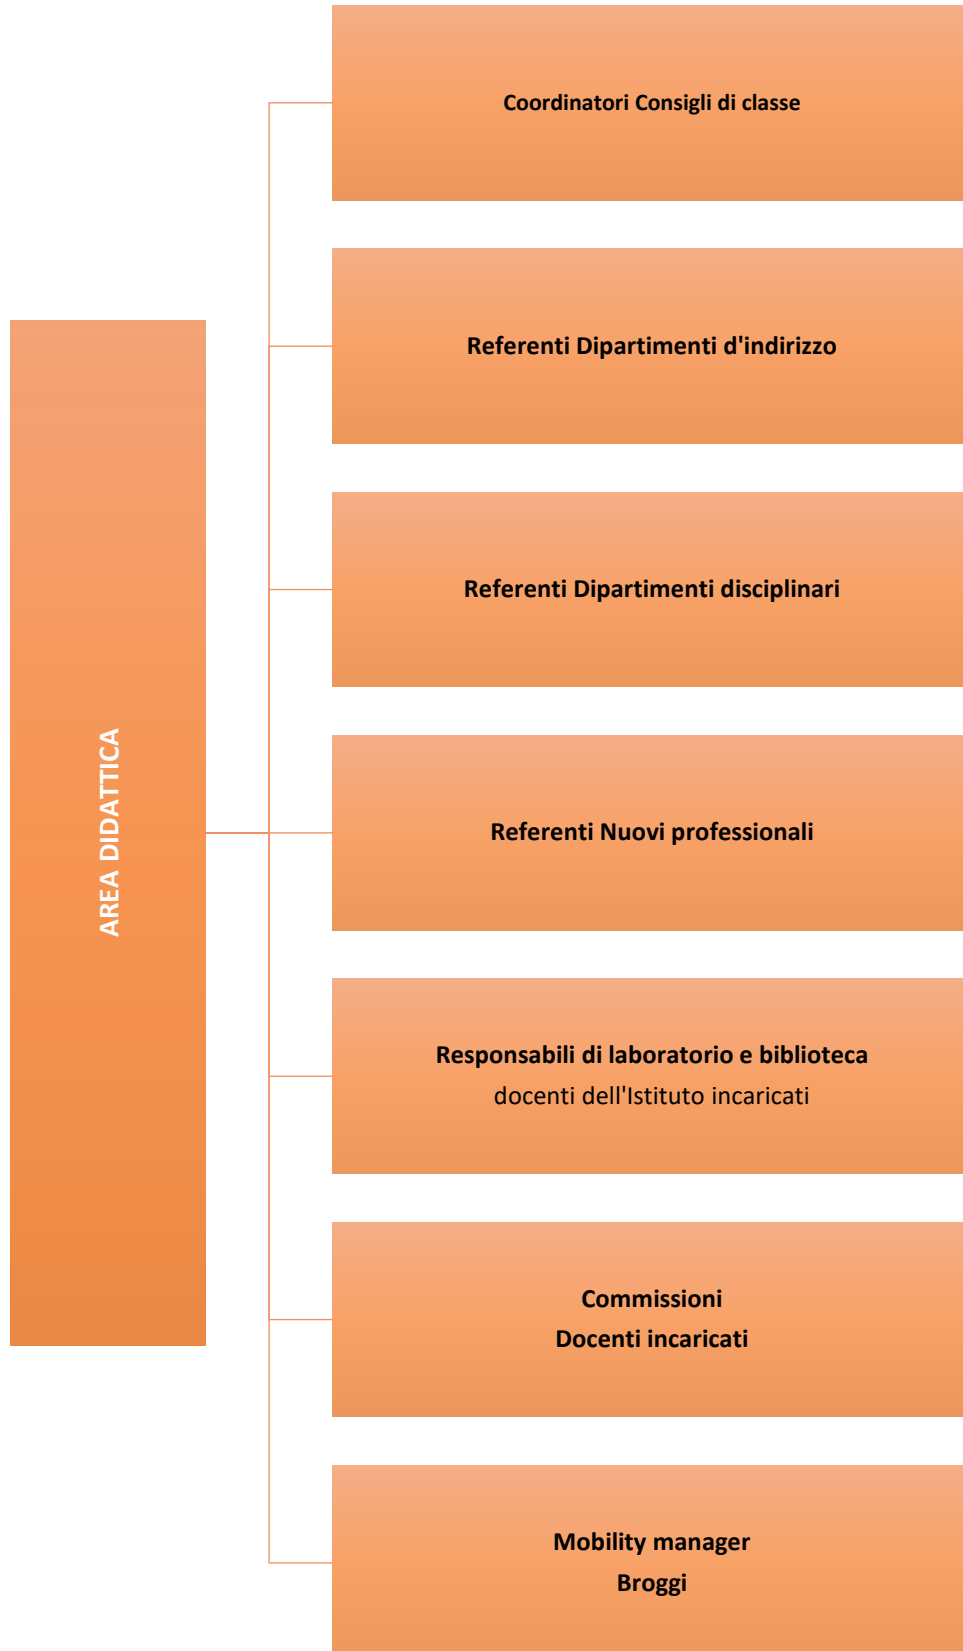 AREA DIDATTICA
Coordinatori Consigli di classe
Referenti Dipartimenti d'indirizzo
Referenti Dipartimenti disciplinari
Referenti Nuovi professionali
Responsabili di laboratorio e biblioteca
docenti dell'Istituto incaricati
Commissioni
Docenti incaricati
Mobility manager
Broggi